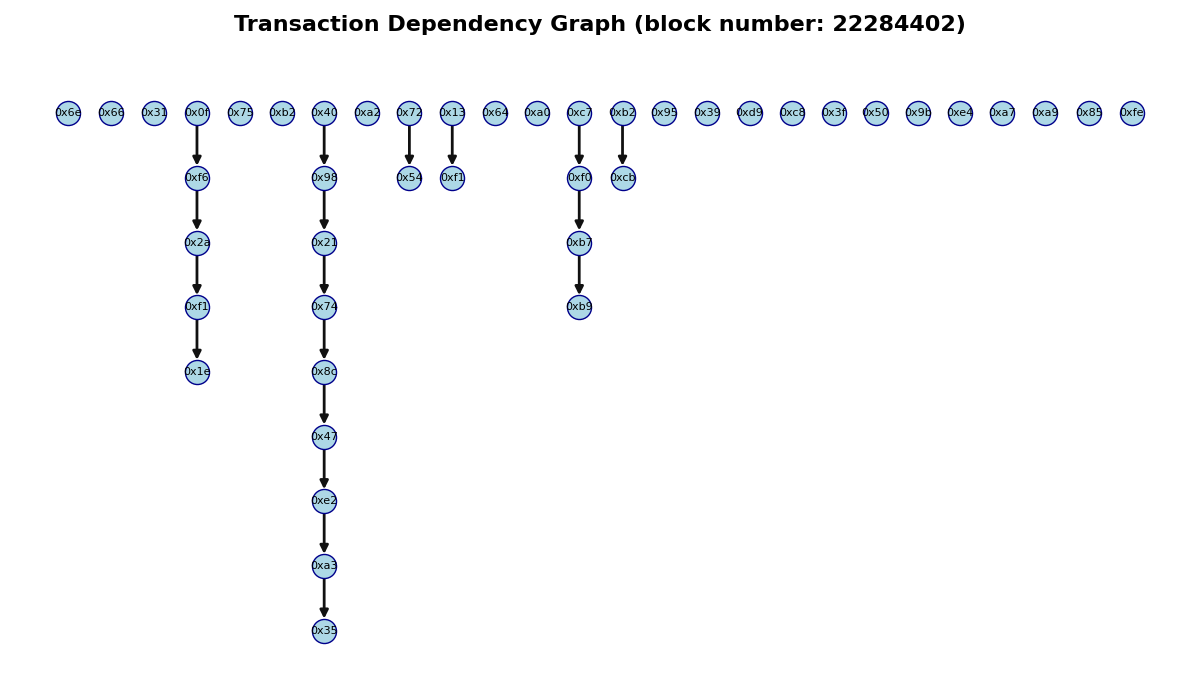 Transaction Dependency Graph (block number: 22284402)
0x6e 0x66 0x31 0x0f 0x75 0xb2 0x40 0xa2 0x72 0x13 0x64 0xa0 0xc7 0xb2 0x95 0x39 0xd9 0xc8 0x3f 0x50 0x9b 0xe4 0xa7 0xa9 0x85 0xfe
0xf6 0x98 0x54 0xf1 0xf0 0xcb
0x2a 0x21 0xb7
0xf1 0x74 0xb9
0x1e 0x8c
0x47
0xe2
0xa3
0x35